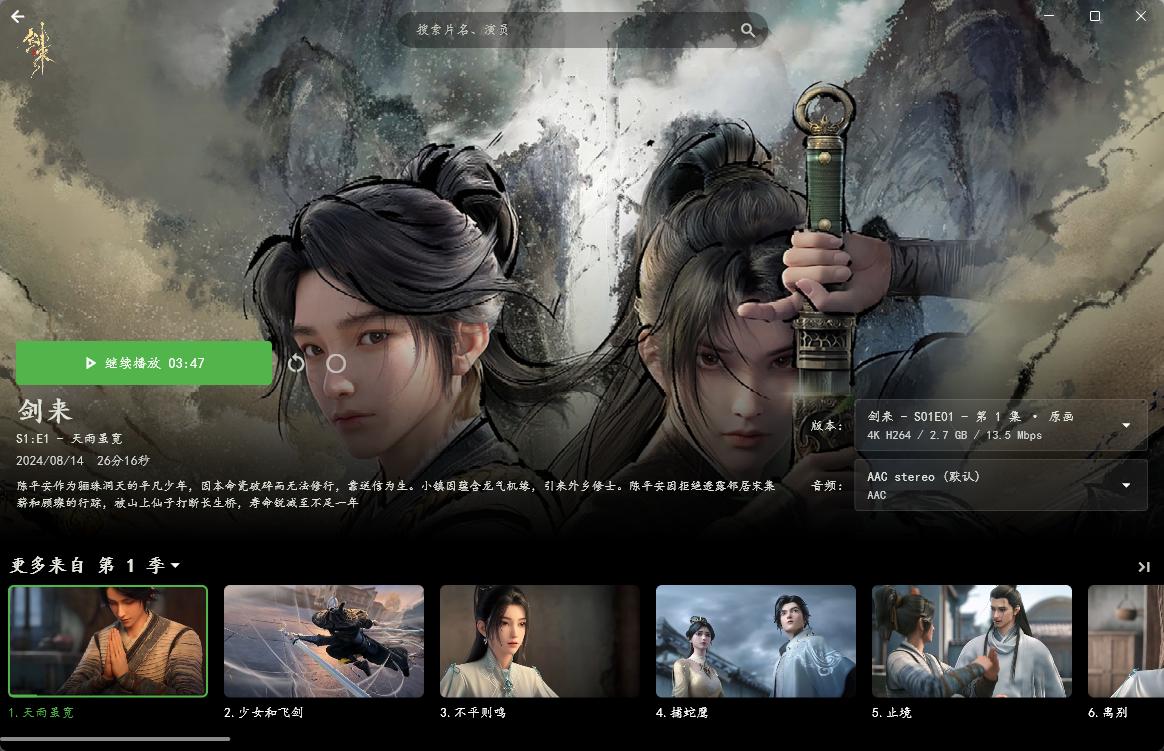 剑来
搜索片名、演员
继续播放 03:47
剑来
S1:E1 - 天雨虽宽
2024/08/14 26分16秒
陈平安作为骊珠洞天的平凡少年，因本命瓷破碎而无法修行，靠送信为生。小镇因蕴含龙气机缘，引来外乡修士。陈平安因拒绝透露邻居宋集
薪和顾璨的行踪，被山上仙子打断长生桥，寿命锐减至不足一年
版本：
剑来 - S01E01 - 第 1 集 • 原画
4K H264 / 2.7 GB / 13.5 Mbps
音频：
AAC stereo (默认)
AAC
更多来自 第 1 季
1.天雨虽宽
2.少女和飞剑
3.不平则鸣
4.捕蛇鹰
5.止境
6.离别